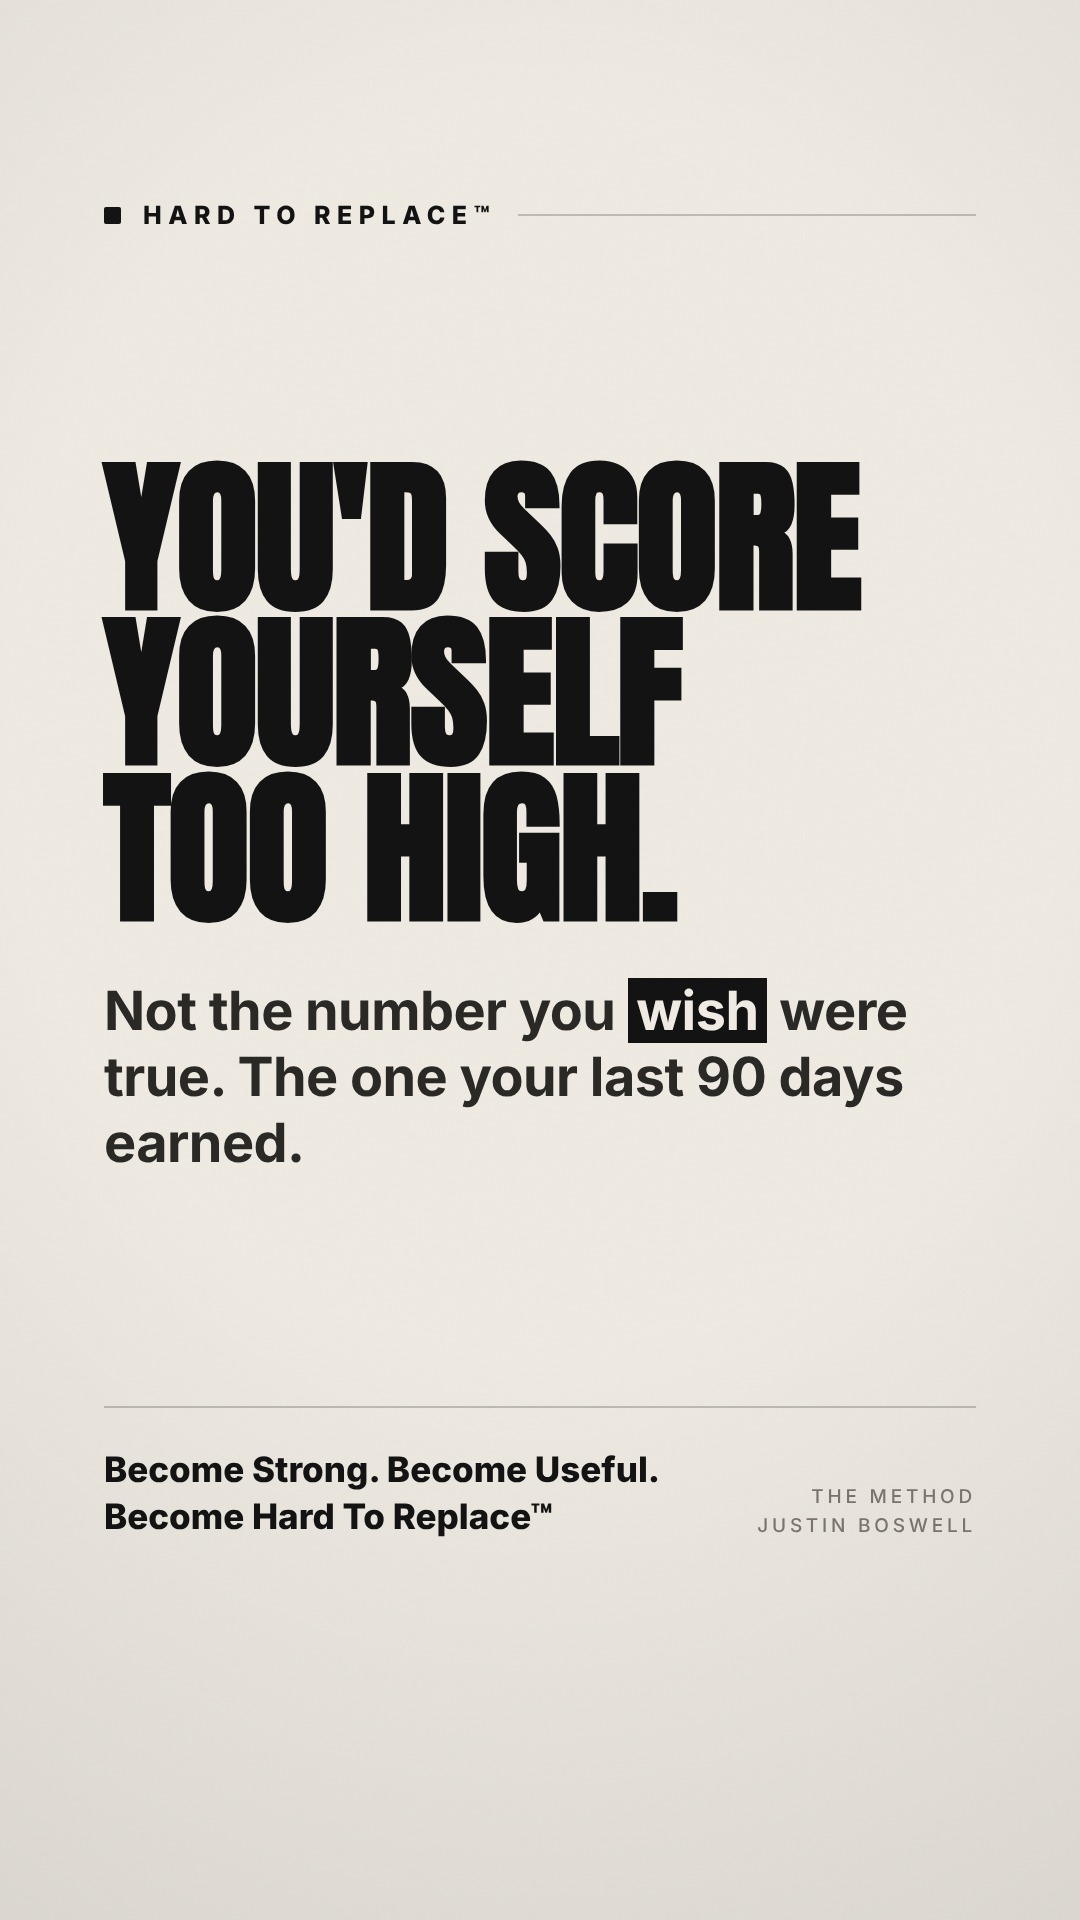 HARD TO REPLACE™
YOU'D SCORE
YOURSELF
TOO HIGH.
Not the number you wish were
true. The one your last 90 days
earned.
Become Strong. Become Useful.
Become Hard To Replace™
THE METHOD
JUSTIN BOSWELL